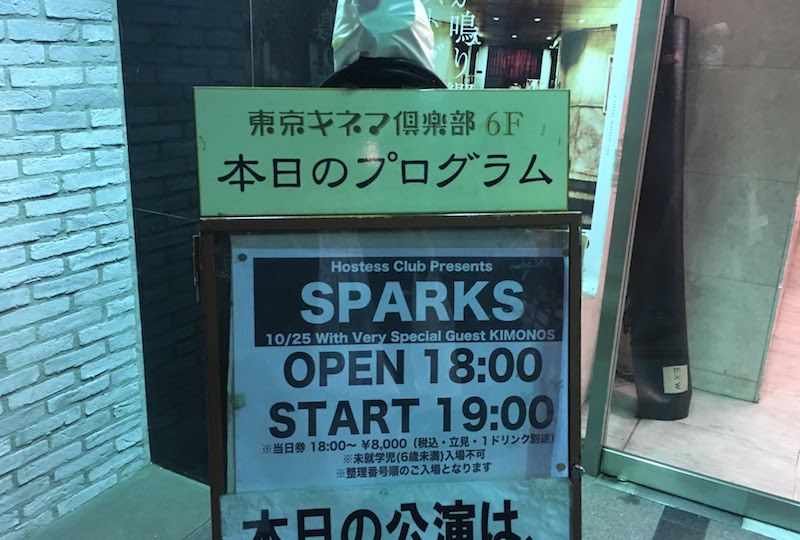 が鳴り
東京キネマ倶楽部 6F
本日のプログラム
Hostess Club Presents
SPARKS
10/25 With Very Special Guest KIMONOS
OPEN 18:00
START 19:00
※当日券 18:00〜 ¥8,000（税込・立見・1ドリンク別途）
※未就学児(6歳未満)入場不可
※整理番号順のご入場となります
本日の公演は、